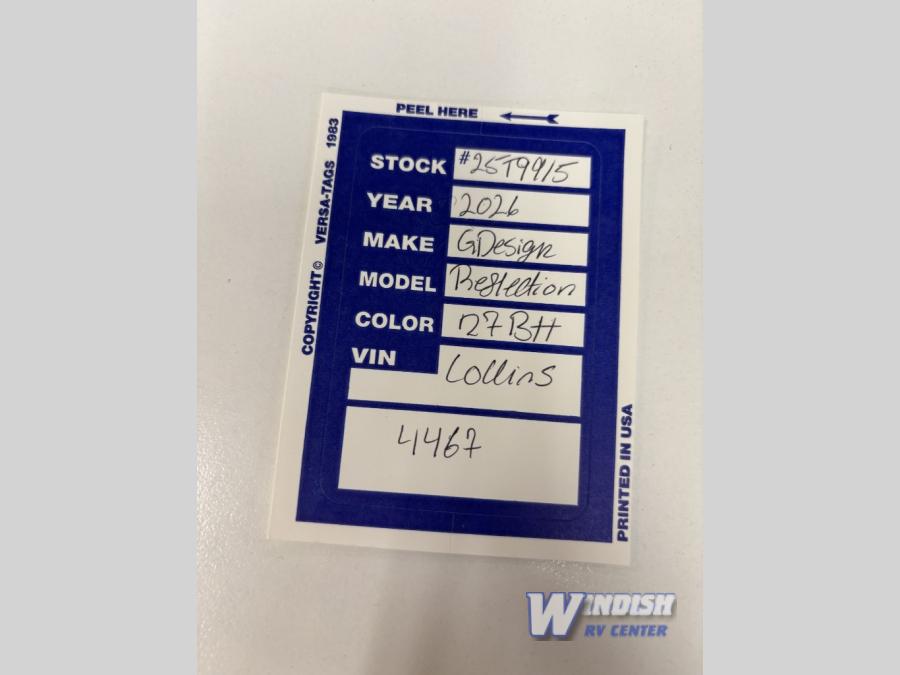 PEEL HERE
COPYRIGHT © VERSA-TAGS 1983
STOCK #25T9915
YEAR 2026
MAKE GDesign
MODEL Reflection
COLOR 27BH
VIN Collins
4467
PRINTED IN USA
WINDISH
RV CENTER